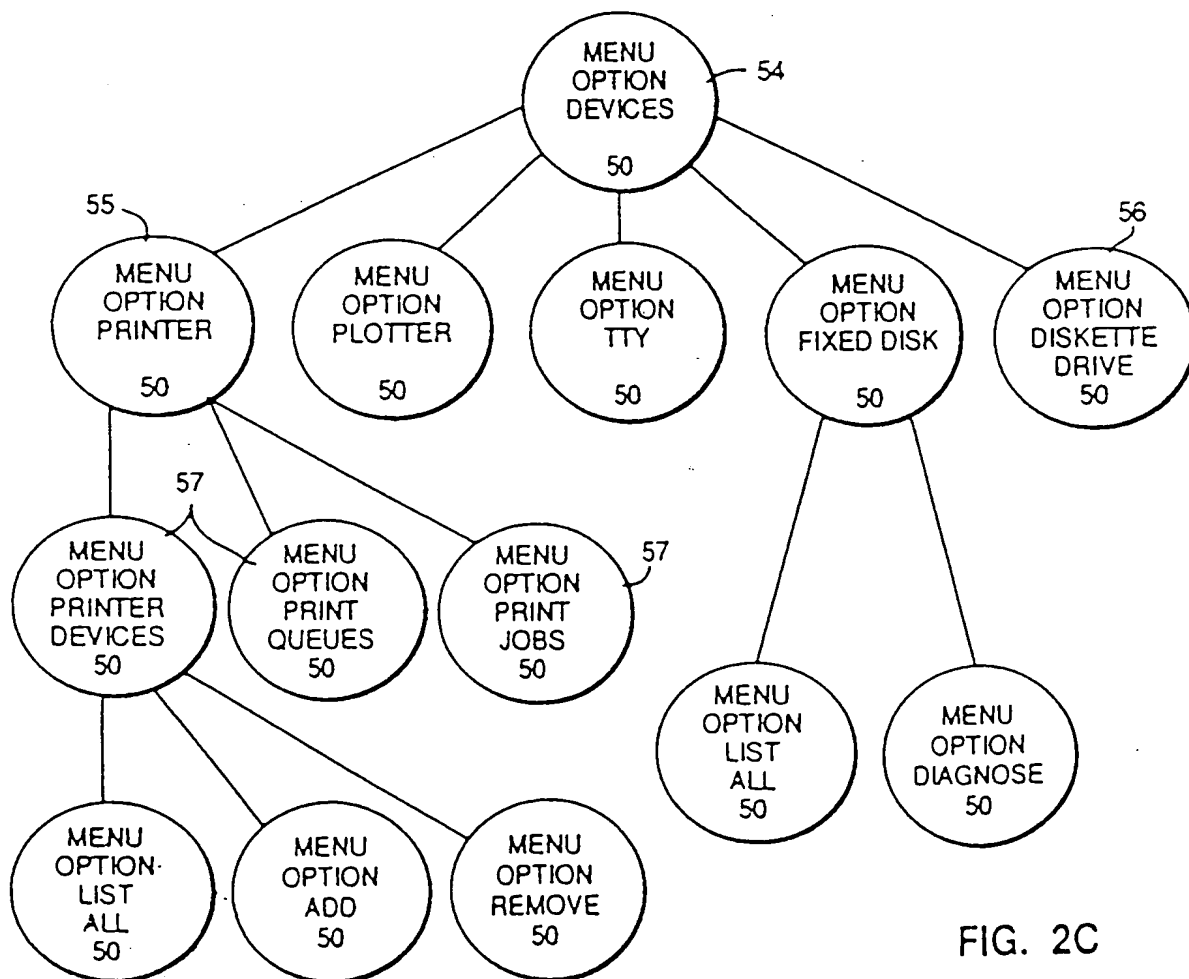 MENU
OPTION
DEVICES
50
54
55
MENU
OPTION
PRINTER
50
MENU
OPTION
PLOTTER
50
MENU
OPTION
TTY
50
MENU
OPTION
FIXED DISK
50
56
MENU
OPTION
DISKETTE
DRIVE
50
57
MENU
OPTION
PRINTER
DEVICES
50
MENU
OPTION
PRINT
QUEUES
50
MENU
OPTION
PRINT
JOBS
50
57
MENU
OPTION
LIST
ALL
50
MENU
OPTION
DIAGNOSE
50
MENU
OPTION
LIST
ALL
50
MENU
OPTION
ADD
50
MENU
OPTION
REMOVE
50
FIG. 2C